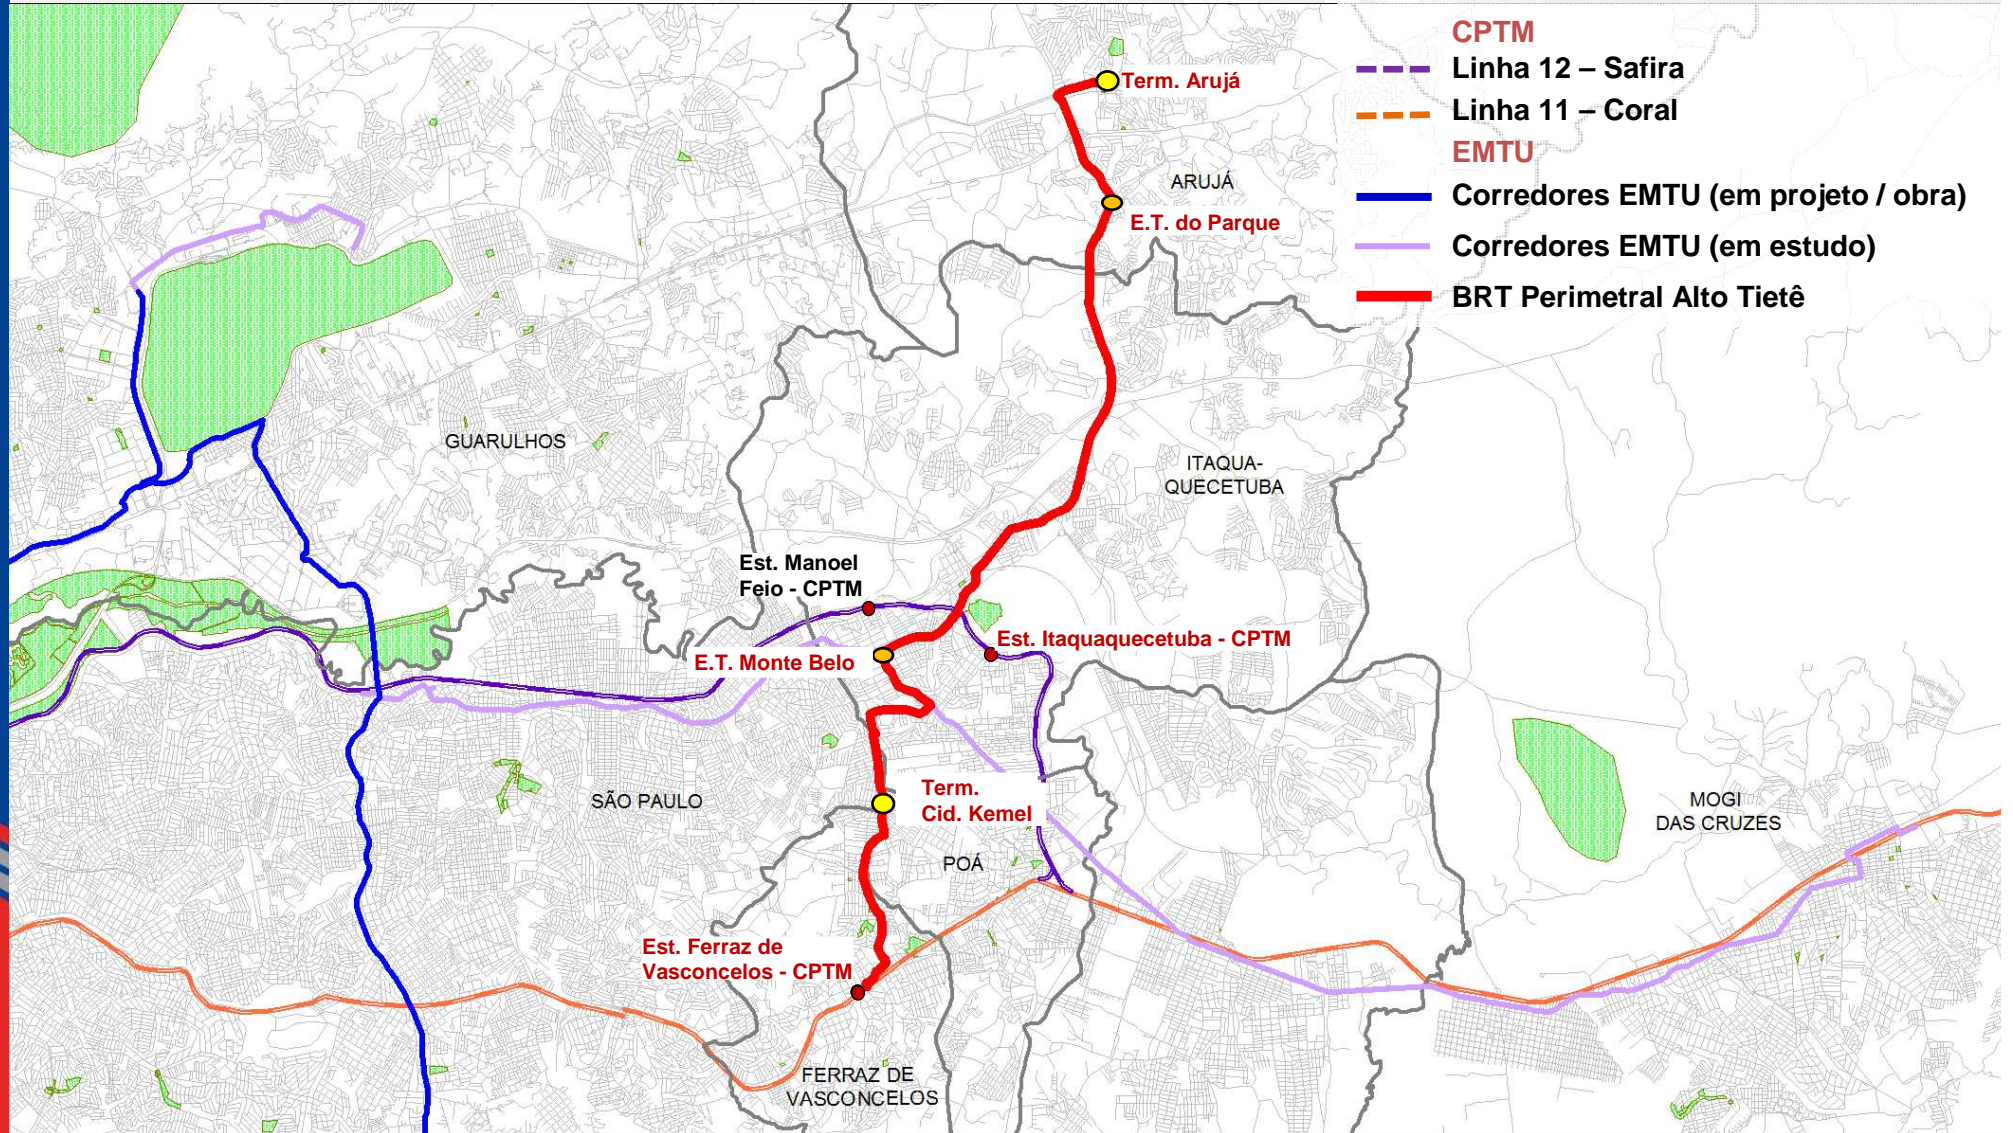 CPTM
Linha 12 – Safira
Linha 11 – Coral
EMTU
Corredores EMTU (em projeto / obra)
Corredores EMTU (em estudo)
BRT Perimetral Alto Tietê
Term. Arujá
ARUJÁ
E.T. do Parque
GUARULHOS
ITAQUA-
QUECETUBA
Est. Manoel
Feio - CPTM
Est. Itaquaquecetuba - CPTM
E.T. Monte Belo
SÃO PAULO
Term.
Cid. Kemel
MOGI
DAS CRUZES
POÁ
Est. Ferraz de
Vasconcelos - CPTM
FERRAZ DE
VASCONCELOS